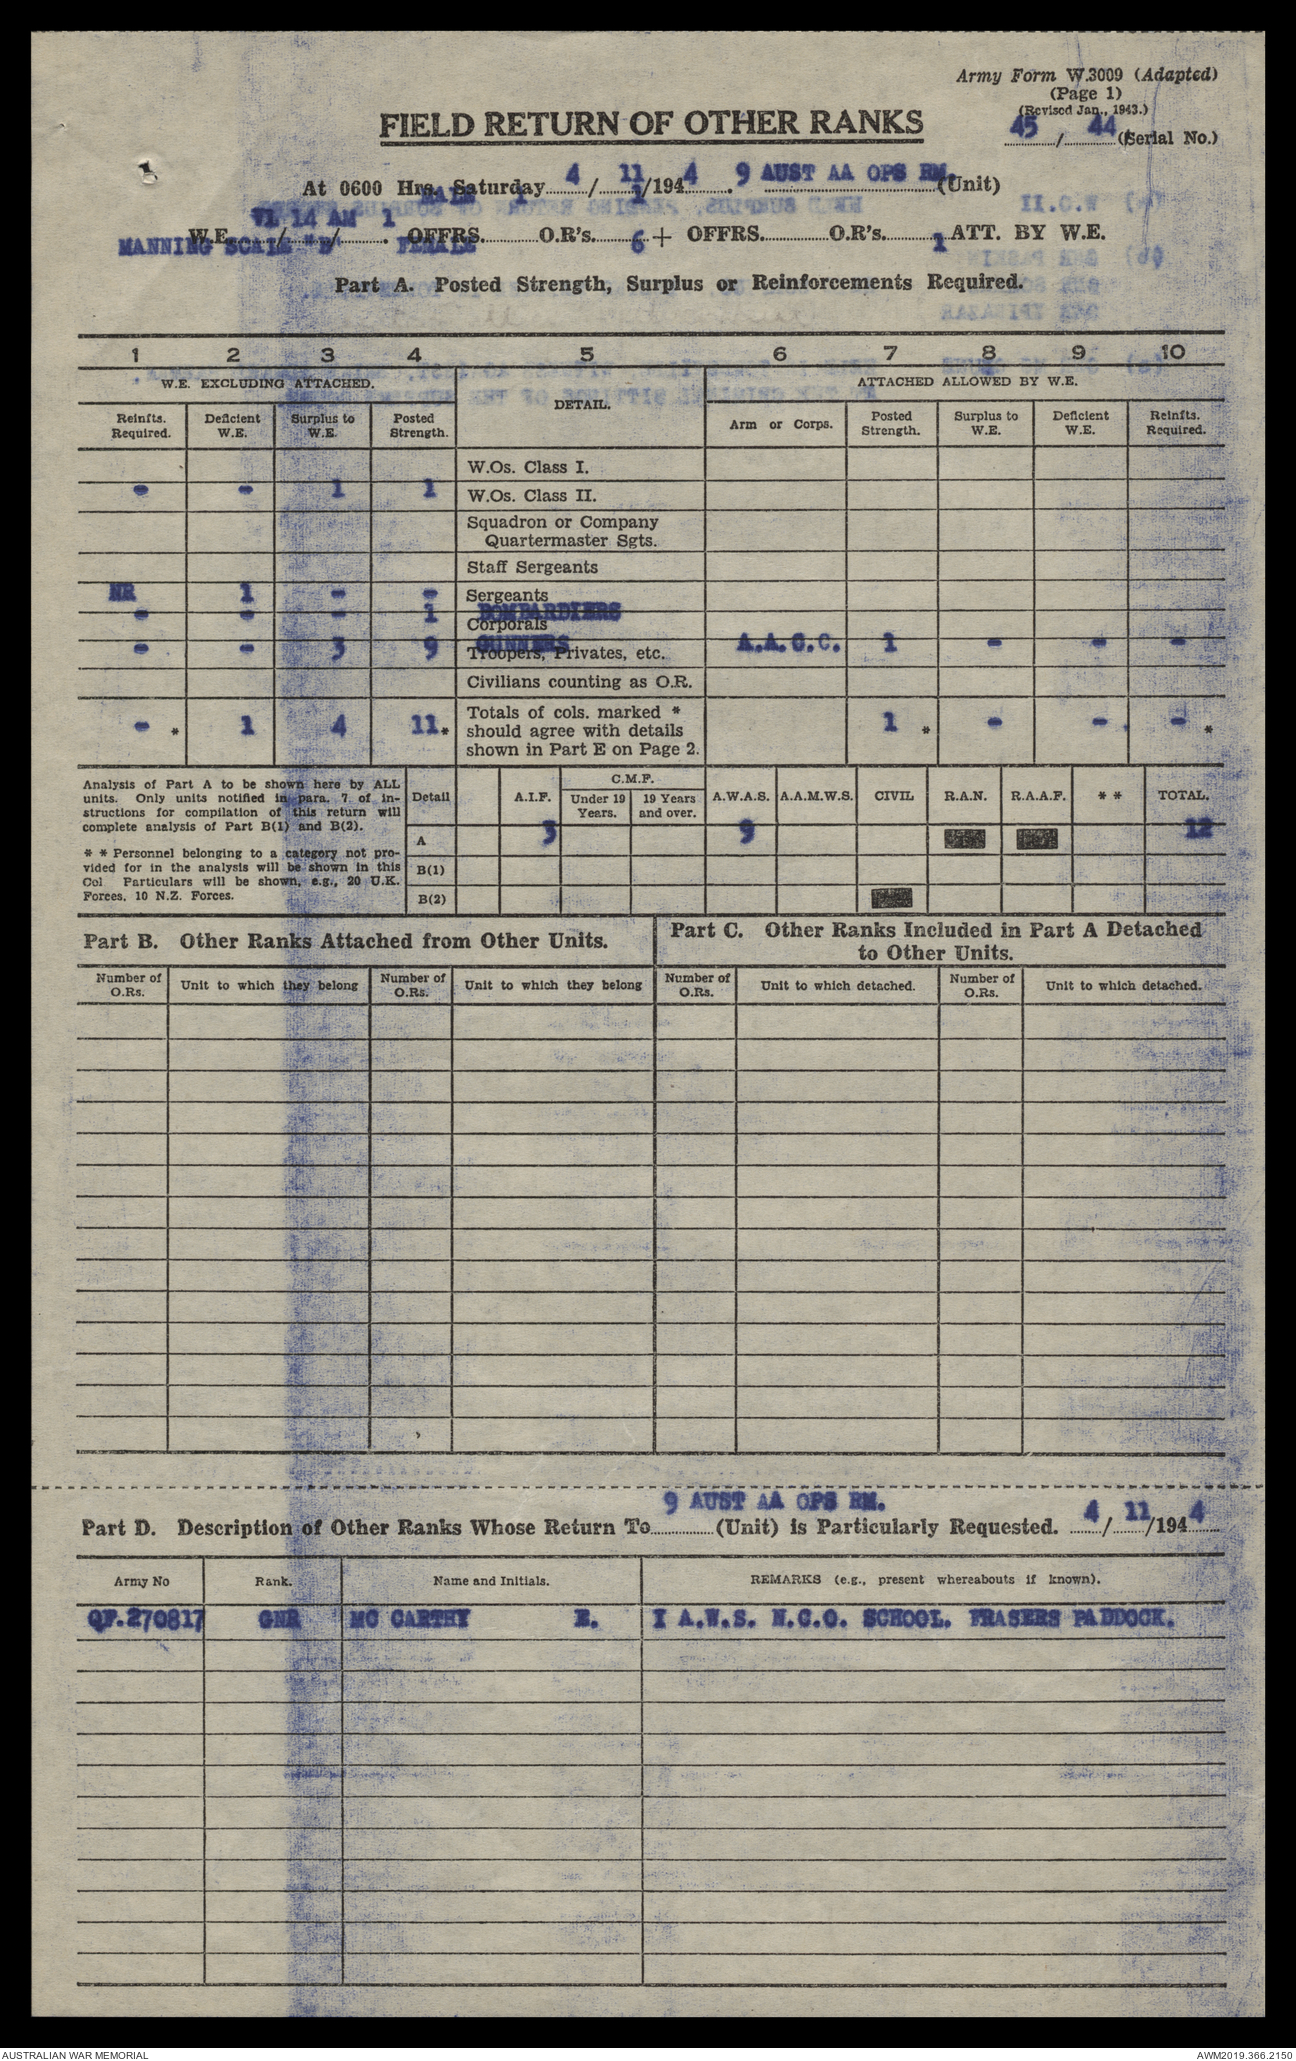 Army Form W.3009 (Adapted)
(Page 1)
(Revised Jan., 1943.)
45 / 44 (Serial No.)
FIELD RETURN OF OTHER RANKS
At 0600 Hrs. Saturday 4 / 11 /1944. 9 AUST AA OPS RM. (Unit)
MALE 1 1
W.E. VI / 14 / AM 1. OFFRS. O.R's. + OFFRS. O.R's. ATT. BY W.E.
MANNING SCALE "D" FEMALE 6 1
Part A. Posted Strength, Surplus or Reinforcements Required.
1 2 3 4 5 6 7 8 9 10
W.E. EXCLUDING ATTACHED. DETAIL. ATTACHED ALLOWED BY W.E.
Reinfts. Required. Deficient W.E. Surplus to W.E. Posted Strength. Arm or Corps. Posted Strength. Surplus to W.E. Deficient W.E. Reinfts. Required.
W.Os. Class I.
- - 1 1 W.Os. Class II.
Squadron or Company
Quartermaster Sgts.
Staff Sergeants
NR 1 - - Sergeants
- - - 1 BOMBARDIERS
Corporals
- - 3 9 GUNNERS A.A.C.C. 1 - - -
Troopers, Privates, etc.
Civilians counting as O.R.
- * 1 4 11* Totals of cols. marked * 1 * - - - *
should agree with details
shown in Part E on Page 2.
Analysis of Part A to be shown here by ALL
units. Only units notified in para. 7 of in-
structions for compilation of this return will
complete analysis of Part B(1) and B(2).
* * Personnel belonging to a category not pro-
vided for in the analysis will be shown in this
Col Particulars will be shown, e.g., 20 U.K.
Forces, 10 N.Z. Forces.
Detail A.I.F. C.M.F. Under 19 Years. 19 Years and over. A.W.A.S. A.A.M.W.S. CIVIL R.A.N. R.A.A.F. * * TOTAL.
A 3 9 12
B(1)
B(2)
Part B. Other Ranks Attached from Other Units.
Part C. Other Ranks Included in Part A Detached
to Other Units.
Number of O.Rs. Unit to which they belong Number of O.Rs. Unit to which they belong Number of O.Rs. Unit to which detached. Number of O.Rs. Unit to which detached.
Part D. Description of Other Ranks Whose Return To 9 AUST AA OPS RM. (Unit) is Particularly Requested. 4 / 11 /1944
Army No Rank. Name and Initials. REMARKS (e.g., present whereabouts if known).
QF.270817 GNR MC CARTHY E. I A.W.S. N.C.O. SCHOOL. FRASERS PADDOCK.
AUSTRALIAN WAR MEMORIAL AWM2019.366.2150